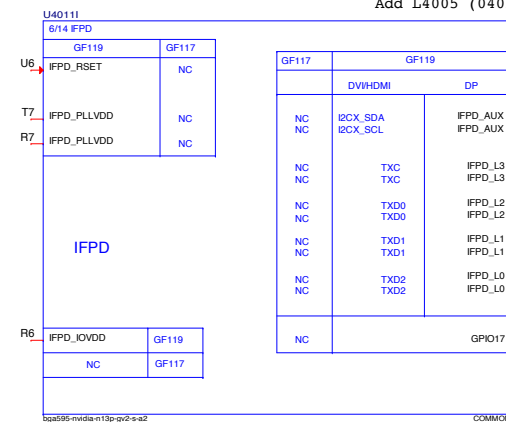 Add L4005 (040
U4011I
6/14 IFPD
GF119 GF117
U6 IFPD_RSET NC
T7 IFPD_PLLVDD NC
R7 IFPD_PLLVDD NC
IFPD
R6 IFPD_IOVDD GF119
NC GF117
GF117 GF119
DVI/HDMI DP
NC I2CX_SDA IFPD_AUX
NC I2CX_SCL IFPD_AUX
NC TXC IFPD_L3
NC TXC IFPD_L3
NC TXD0 IFPD_L2
NC TXD0 IFPD_L2
NC TXD1 IFPD_L1
NC TXD1 IFPD_L1
NC TXD2 IFPD_L0
NC TXD2 IFPD_L0
NC GPIO17
bga595-nvidia-n13p-gv2-s-a2 COMMO